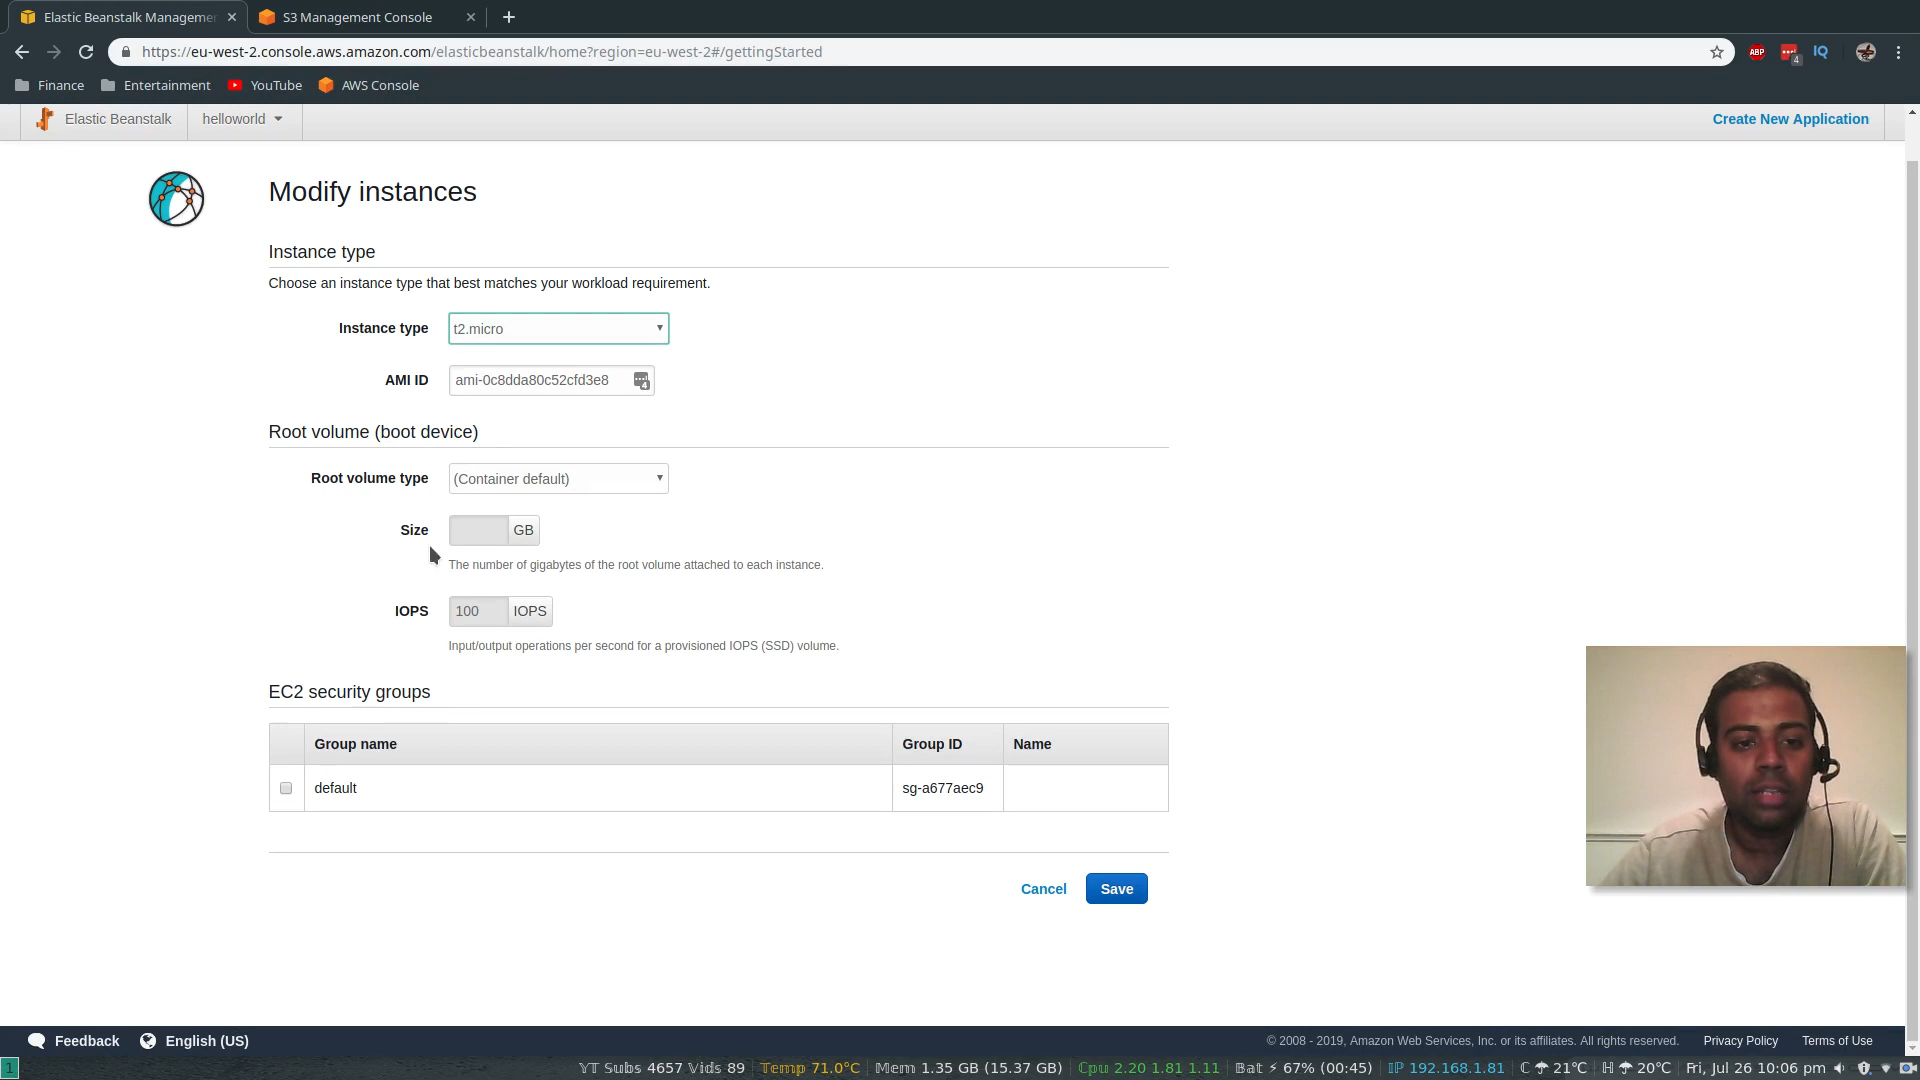 Elastic Beanstalk Managemen
S3 Management Console
https://eu-west-2.console.aws.amazon.com/elasticbeanstalk/home?region=eu-west-2#/gettingStarted
ABP
4
IQ
Finance
Entertainment
YouTube
AWS Console
Elastic Beanstalk
helloworld
Create New Application
Modify instances
Instance type
Choose an instance type that best matches your workload requirement.
Instance type
t2.micro
AMI ID
ami-0c8dda80c52cfd3e8
4
Root volume (boot device)
Root volume type
(Container default)
Size
GB
The number of gigabytes of the root volume attached to each instance.
IOPS
100
IOPS
Input/output operations per second for a provisioned IOPS (SSD) volume.
EC2 security groups
Group name
Group ID
Name
default
sg-a677aec9
Cancel
Save
Feedback
English (US)
© 2008 - 2019, Amazon Web Services, Inc. or its affiliates. All rights reserved.
Privacy Policy
Terms of Use
1
YT Subs 4657 Vids 89
Temp 71.0°C
Mem 1.35 GB (15.37 GB)
Cpu 2.20 1.81 1.11
Bat ⚡ 67% (00:45)
IP 192.168.1.81
C ☂ 21°C
H ☂ 20°C
Fri, Jul 26 10:06 pm